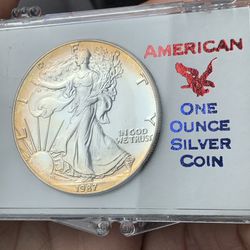 LIBERTY
IN GOD
WE TRUST
1987
AMERICAN
ONE
OUNCE
SILVER
COIN